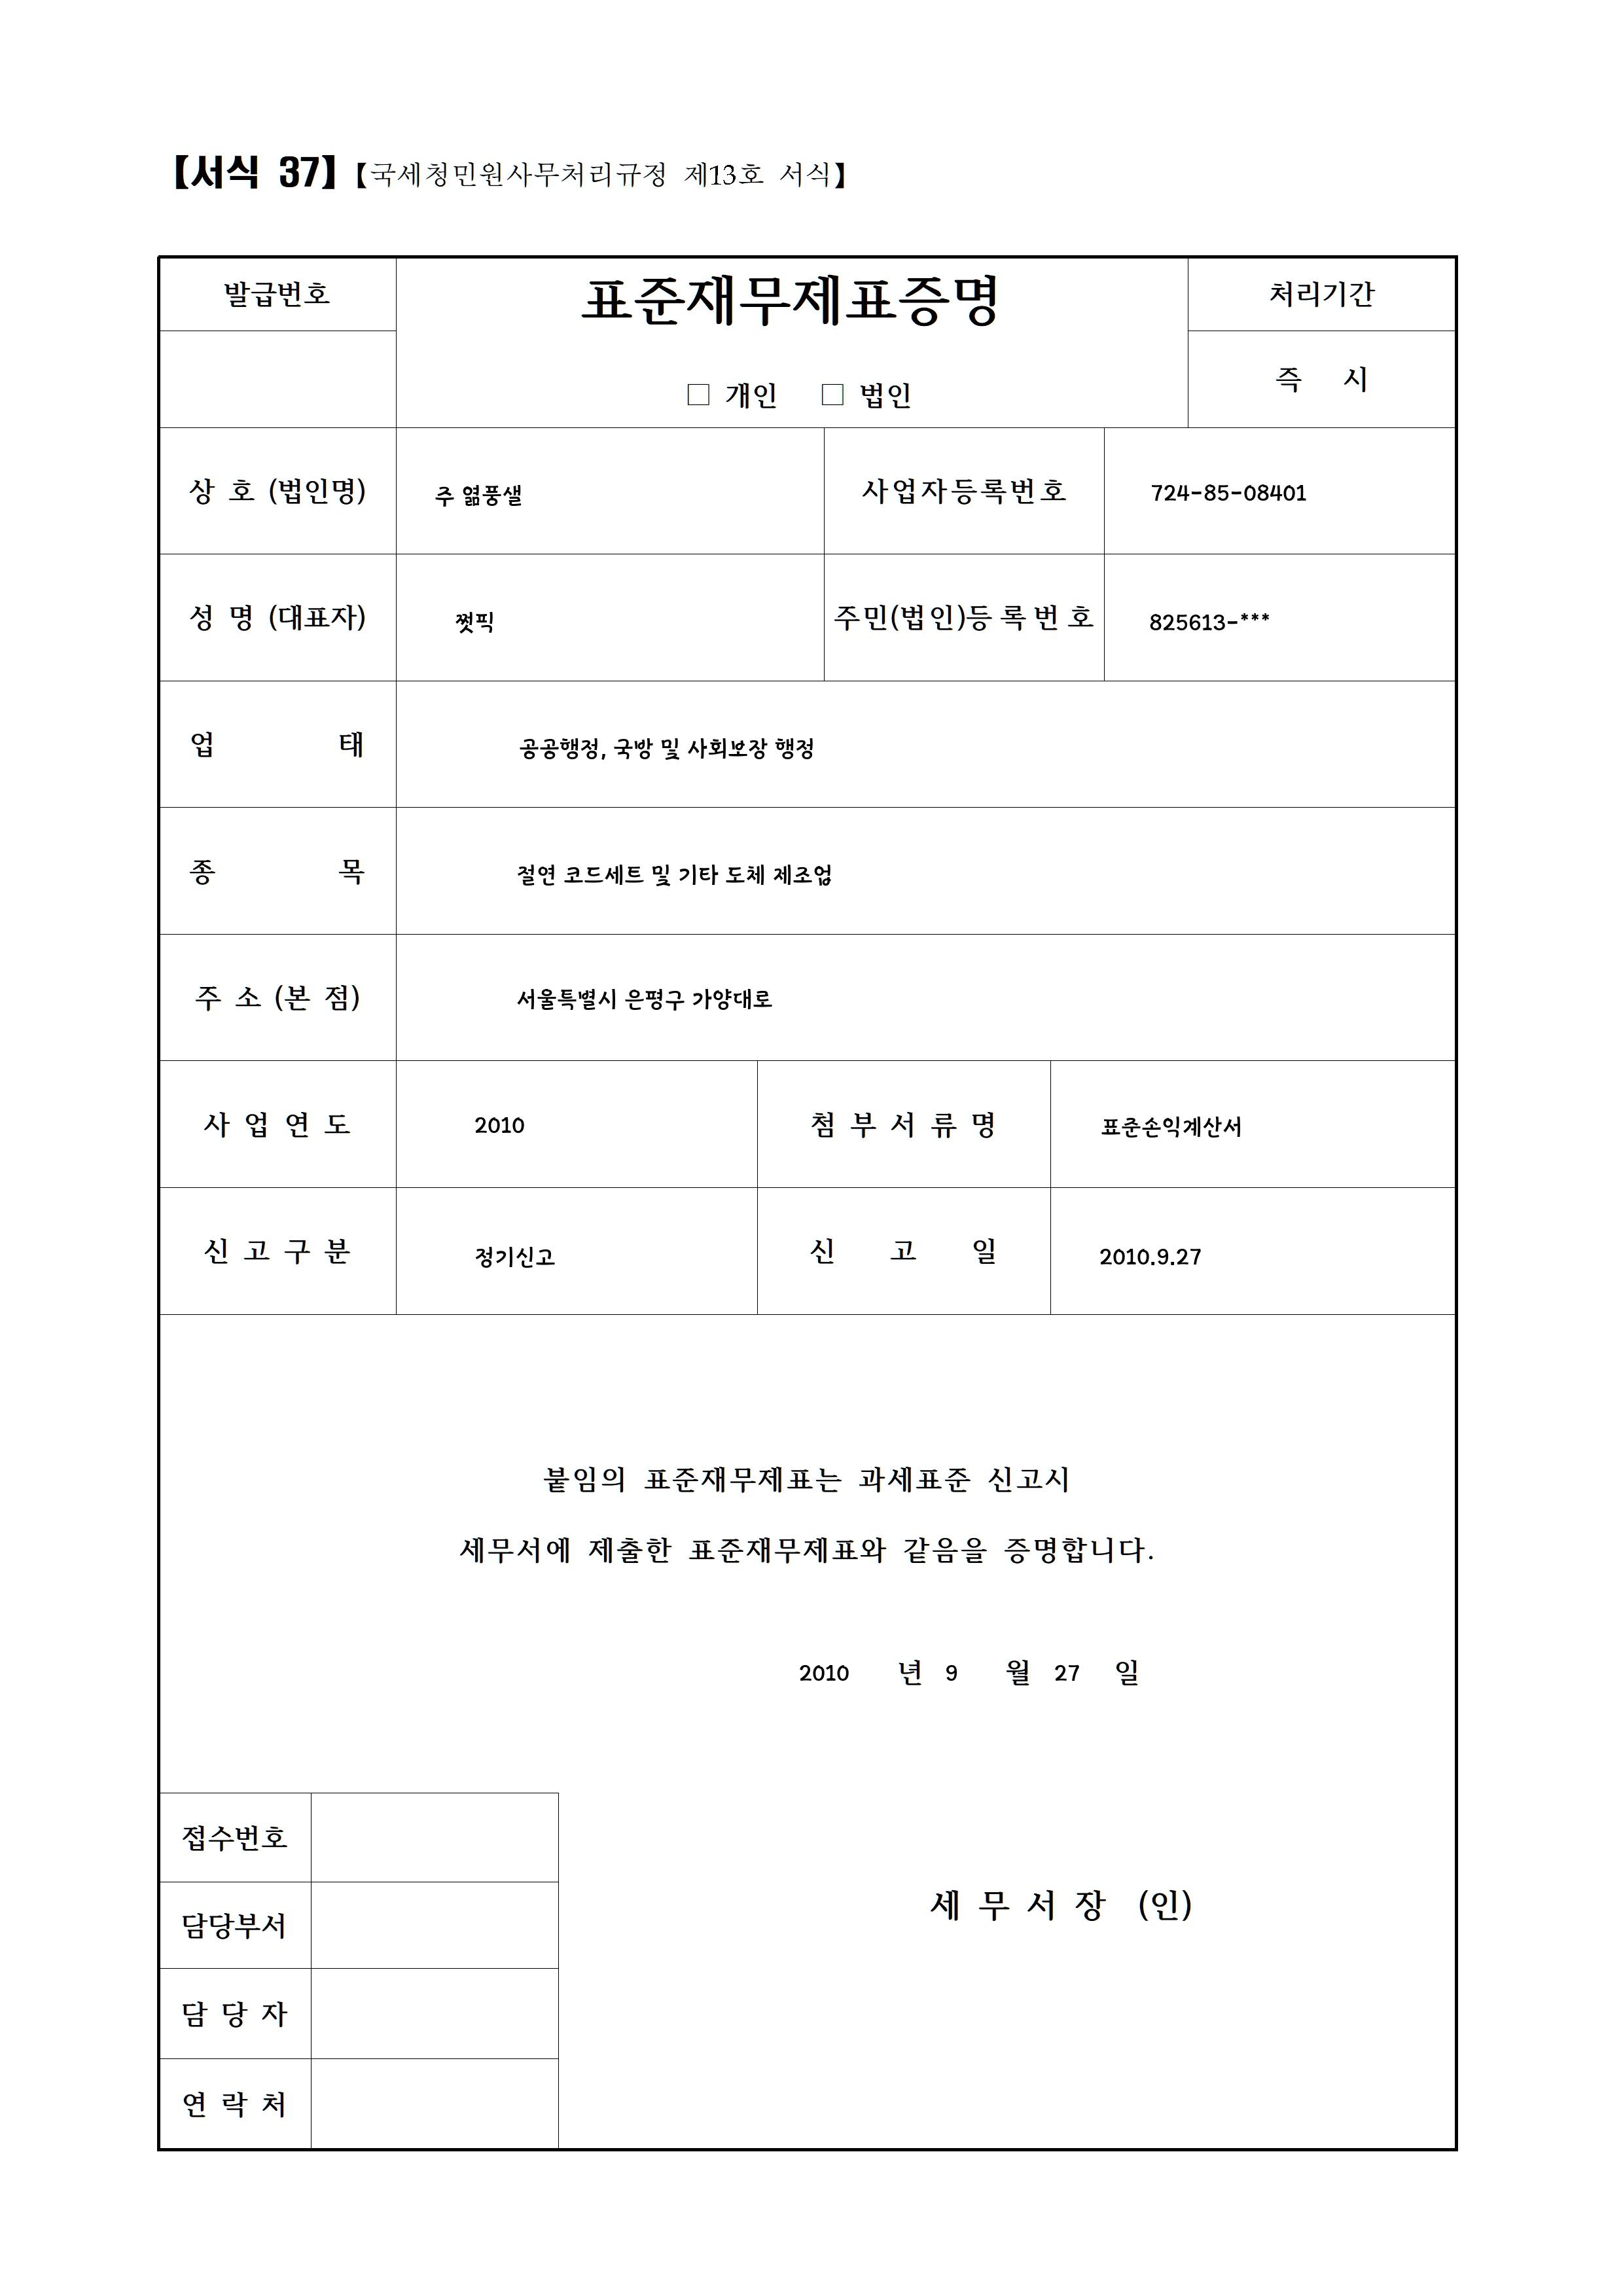 【서식 37】【국세청민원사무처리규정 제13호 서식】
발급번호
표준재무제표증명
처리기간
□ 개인 □ 법인
즉 시
상 호 (법인명) 주 엶풍샐 사업자등록번호 724-85-08401
성 명 (대표자) 쩟픽 주민(법인)등록번호 825613-***
업 태 공공행정, 국방 및 사회보장 행정
종 목 절연 코드세트 및 기타 도체 제조업
주 소 (본 점) 서울특별시 은평구 가양대로
사 업 연 도 2010 첨 부 서 류 명 표준손익계산서
신 고 구 분 정기신고 신 고 일 2010.9.27
붙임의 표준재무제표는 과세표준 신고시
세무서에 제출한 표준재무제표와 같음을 증명합니다.
2010 년 9 월 27 일
접수번호
담당부서
세 무 서 장 (인)
담 당 자
연 락 처